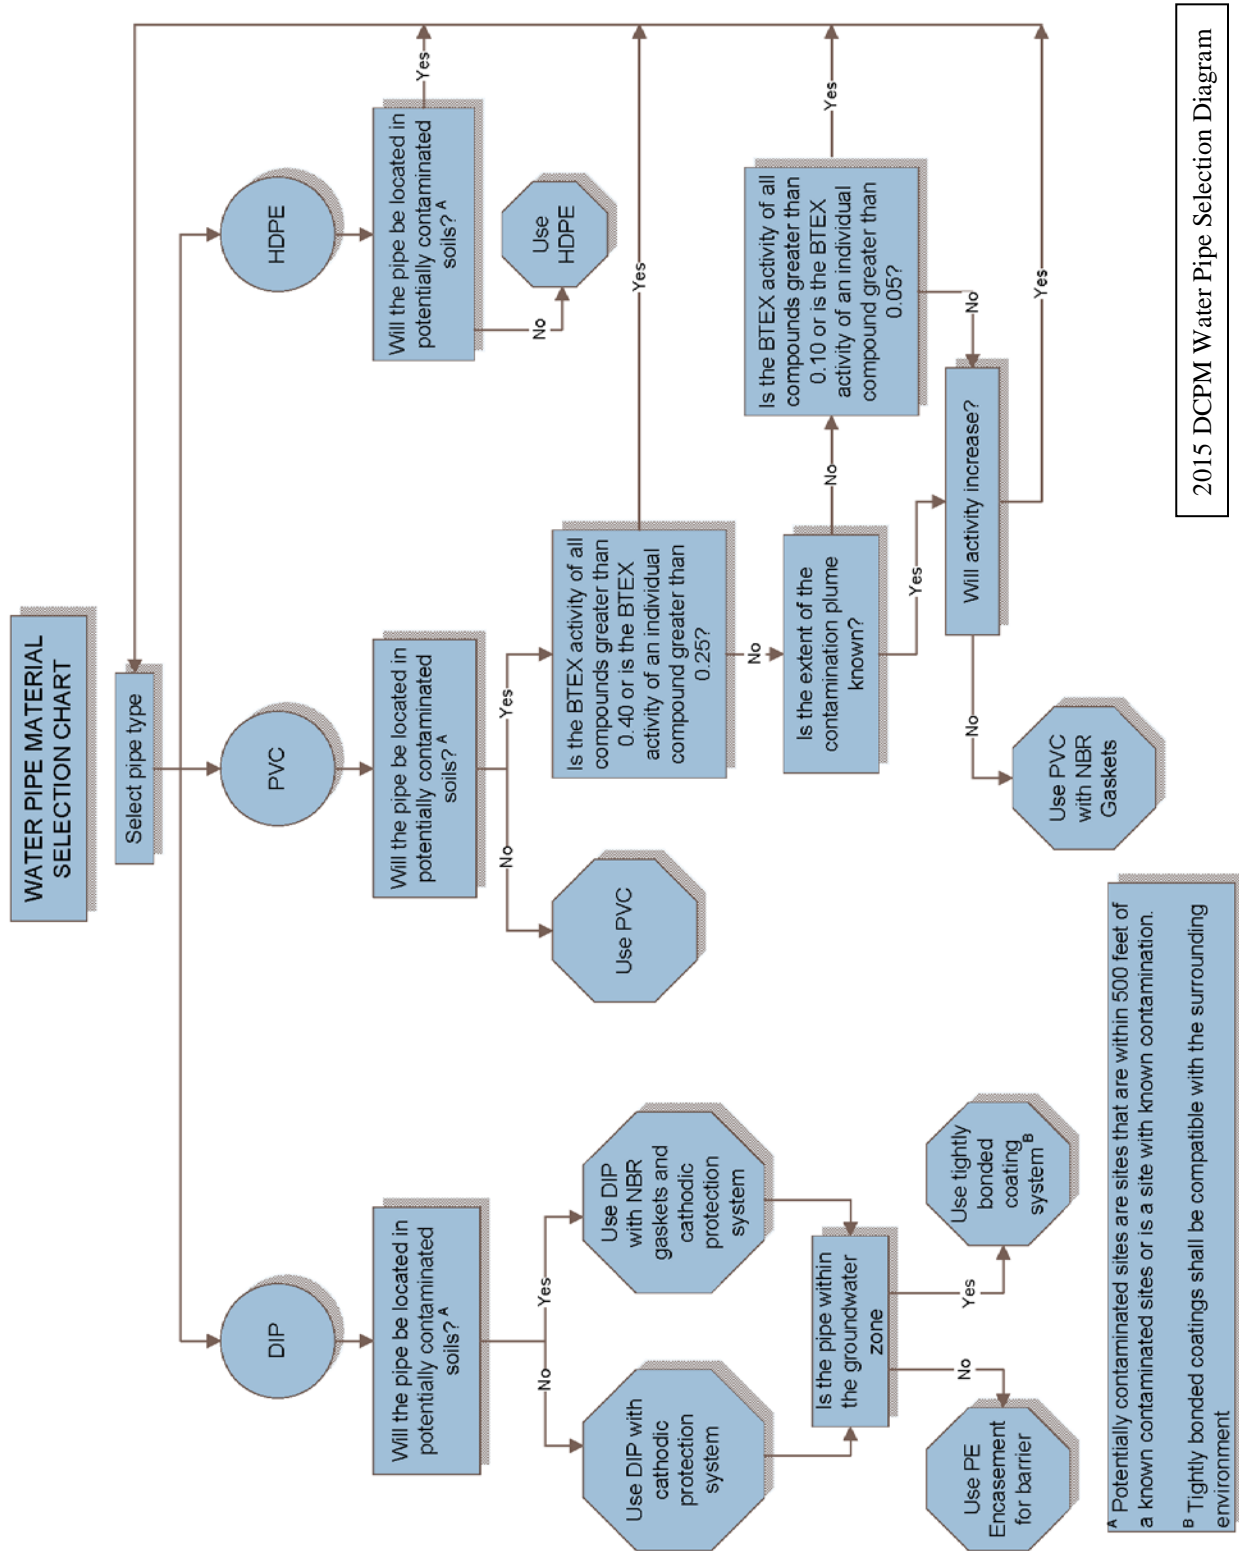 WATER PIPE MATERIAL
SELECTION CHART
Select pipe type
DIP
PVC
HDPE
Will the pipe be located in
potentially contaminated
soils? A
Will the pipe be located in
potentially contaminated
soils? A
Will the pipe be located in
potentially contaminated
soils? A
Yes
No
Use
HDPE
No
Yes
Use DIP with
cathodic
protection
system
Use DIP
with NBR
gaskets and
cathodic
protection
system
No
Yes
Use PVC
Is the BTEX activity of all
compounds greater than
0.40 or is the BTEX
activity of an individual
compound greater than
0.25?
Yes
No
Is the pipe within
the groundwater
zone
No
Yes
Use PE
Encasement
for barrier
Use tightly
bonded
coating
system B
Is the extent of the
contamination plume
known?
No
Yes
Is the BTEX activity of all
compounds greater than
0.10 or is the BTEX
activity of an individual
compound greater than
0.05?
Yes
No
Will activity increase?
No
Yes
Use PVC
with NBR
Gaskets
A Potentially contaminated sites are sites that are within 500 feet of
a known contaminated sites or is a site with known contamination.
B Tightly bonded coatings shall be compatible with the surrounding
environment
2015 DCPM Water Pipe Selection Diagram